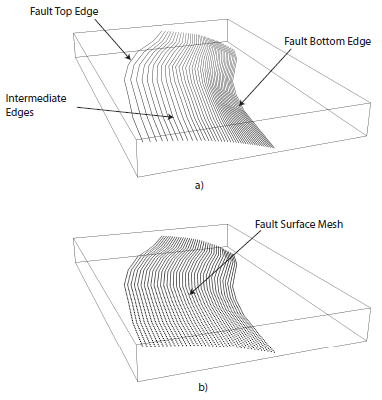 Fault Top Edge
Fault Bottom Edge
Intermediate
Edges
a)
Fault Surface Mesh
b)